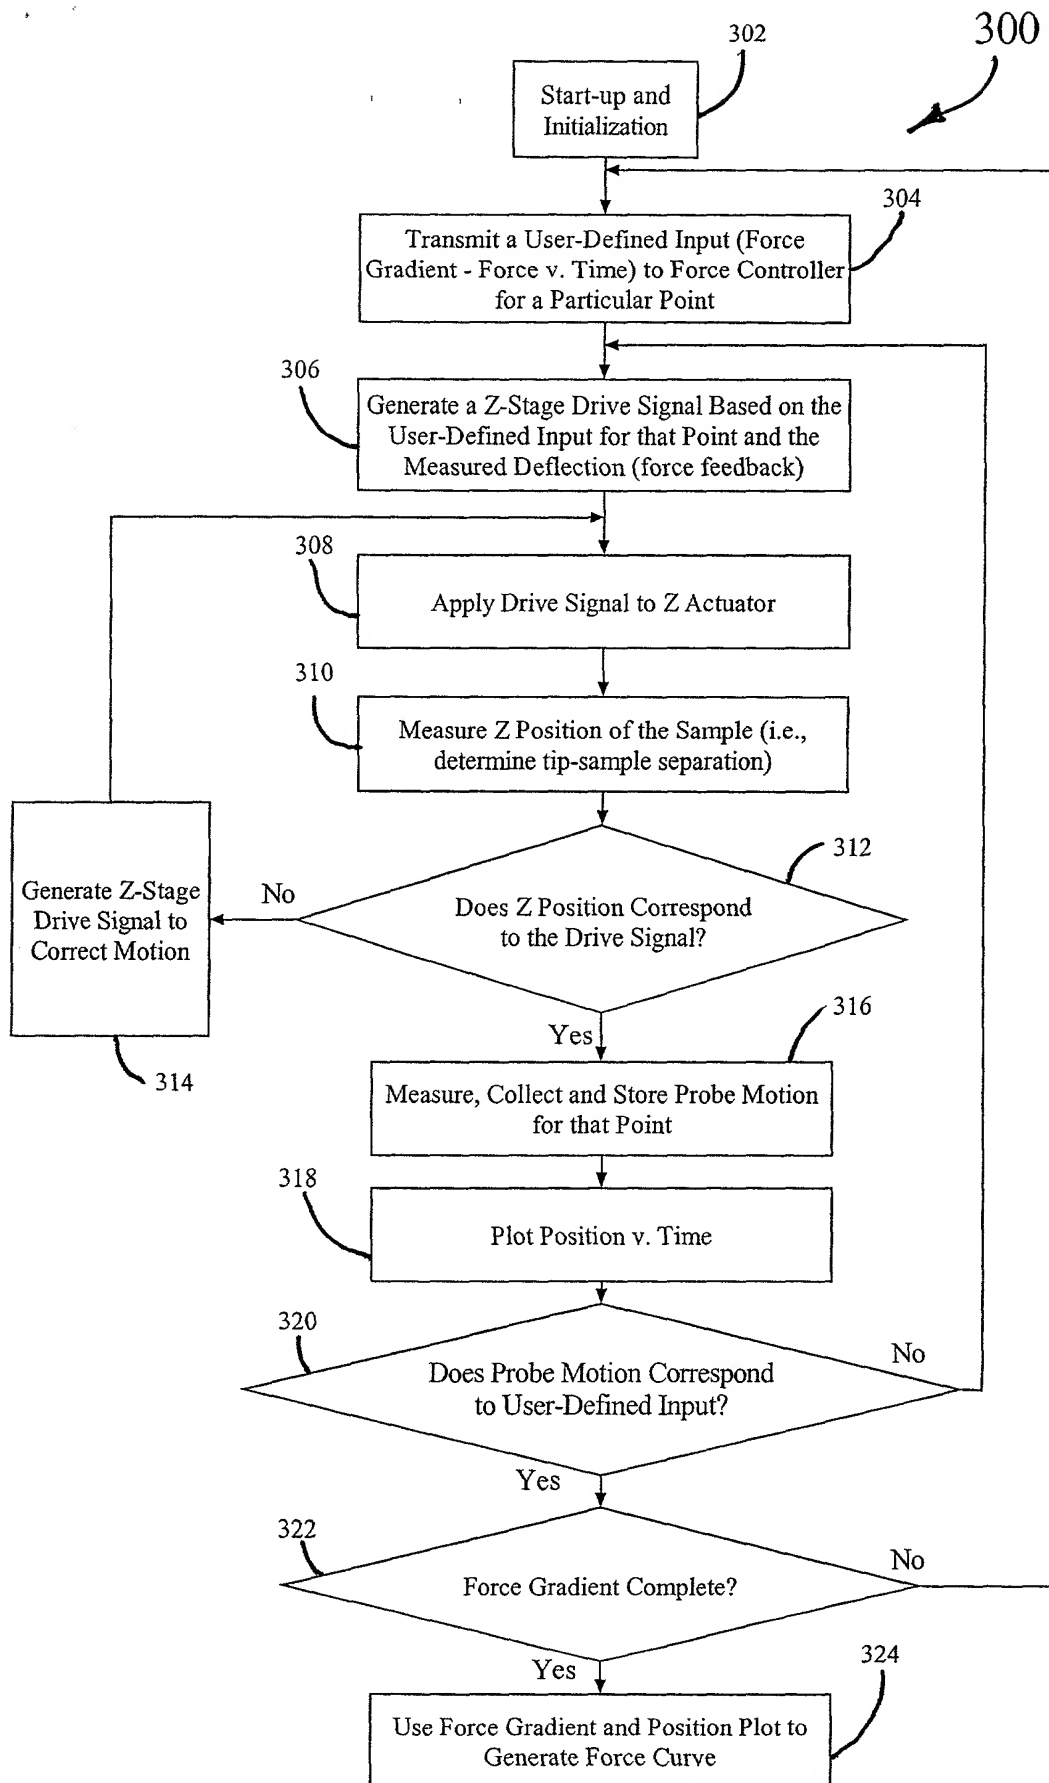 300
302
Start-up and
Initialization
304
Transmit a User-Defined Input (Force
Gradient - Force v. Time) to Force Controller
for a Particular Point
306
Generate a Z-Stage Drive Signal Based on the
User-Defined Input for that Point and the
Measured Deflection (force feedback)
308
Apply Drive Signal to Z Actuator
310
Measure Z Position of the Sample (i.e.,
determine tip-sample separation)
312
Does Z Position Correspond
to the Drive Signal?
No
Generate Z-Stage
Drive Signal to
Correct Motion
314
Yes
316
Measure, Collect and Store Probe Motion
for that Point
318
Plot Position v. Time
320
Does Probe Motion Correspond
to User-Defined Input?
No
Yes
322
Force Gradient Complete?
No
Yes
324
Use Force Gradient and Position Plot to
Generate Force Curve